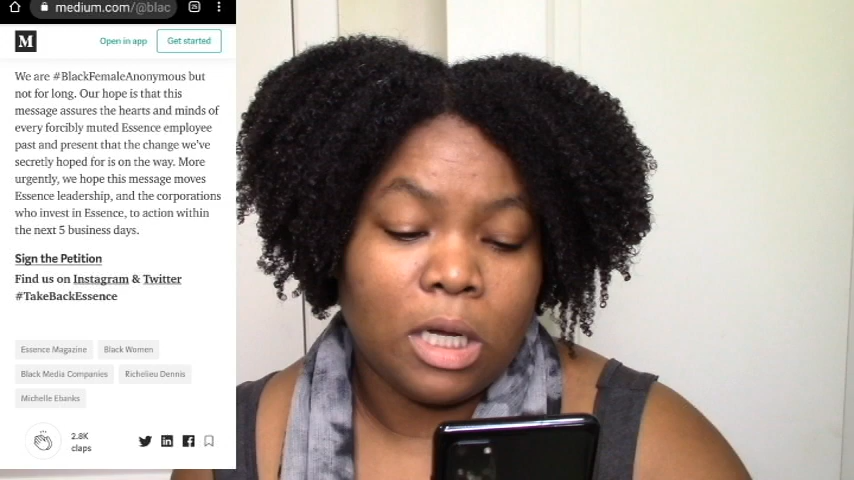 medium.com/@blac
25
M
Open in app
Get started
We are #BlackFemaleAnonymous but
not for long. Our hope is that this
message assures the hearts and minds of
every forcibly muted Essence employee
past and present that the change we've
secretly hoped for is on the way. More
urgently, we hope this message moves
Essence leadership, and the corporations
who invest in Essence, to action within
the next 5 business days.
Sign the Petition
Find us on Instagram & Twitter
#TakeBackEssence
Essence Magazine
Black Women
Black Media Companies
Richelieu Dennis
Michelle Ebanks
2.8K
claps